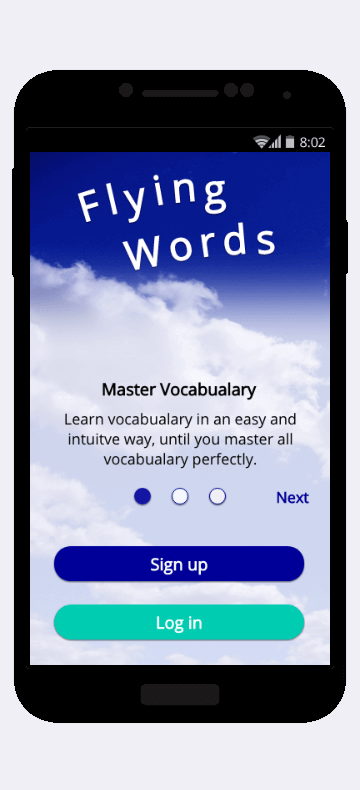 8:02
Flying
Words
Master Vocabualary
Learn vocabualary in an easy and
intuitve way, until you master all
vocabualary perfectly.
Next
Sign up
Log in